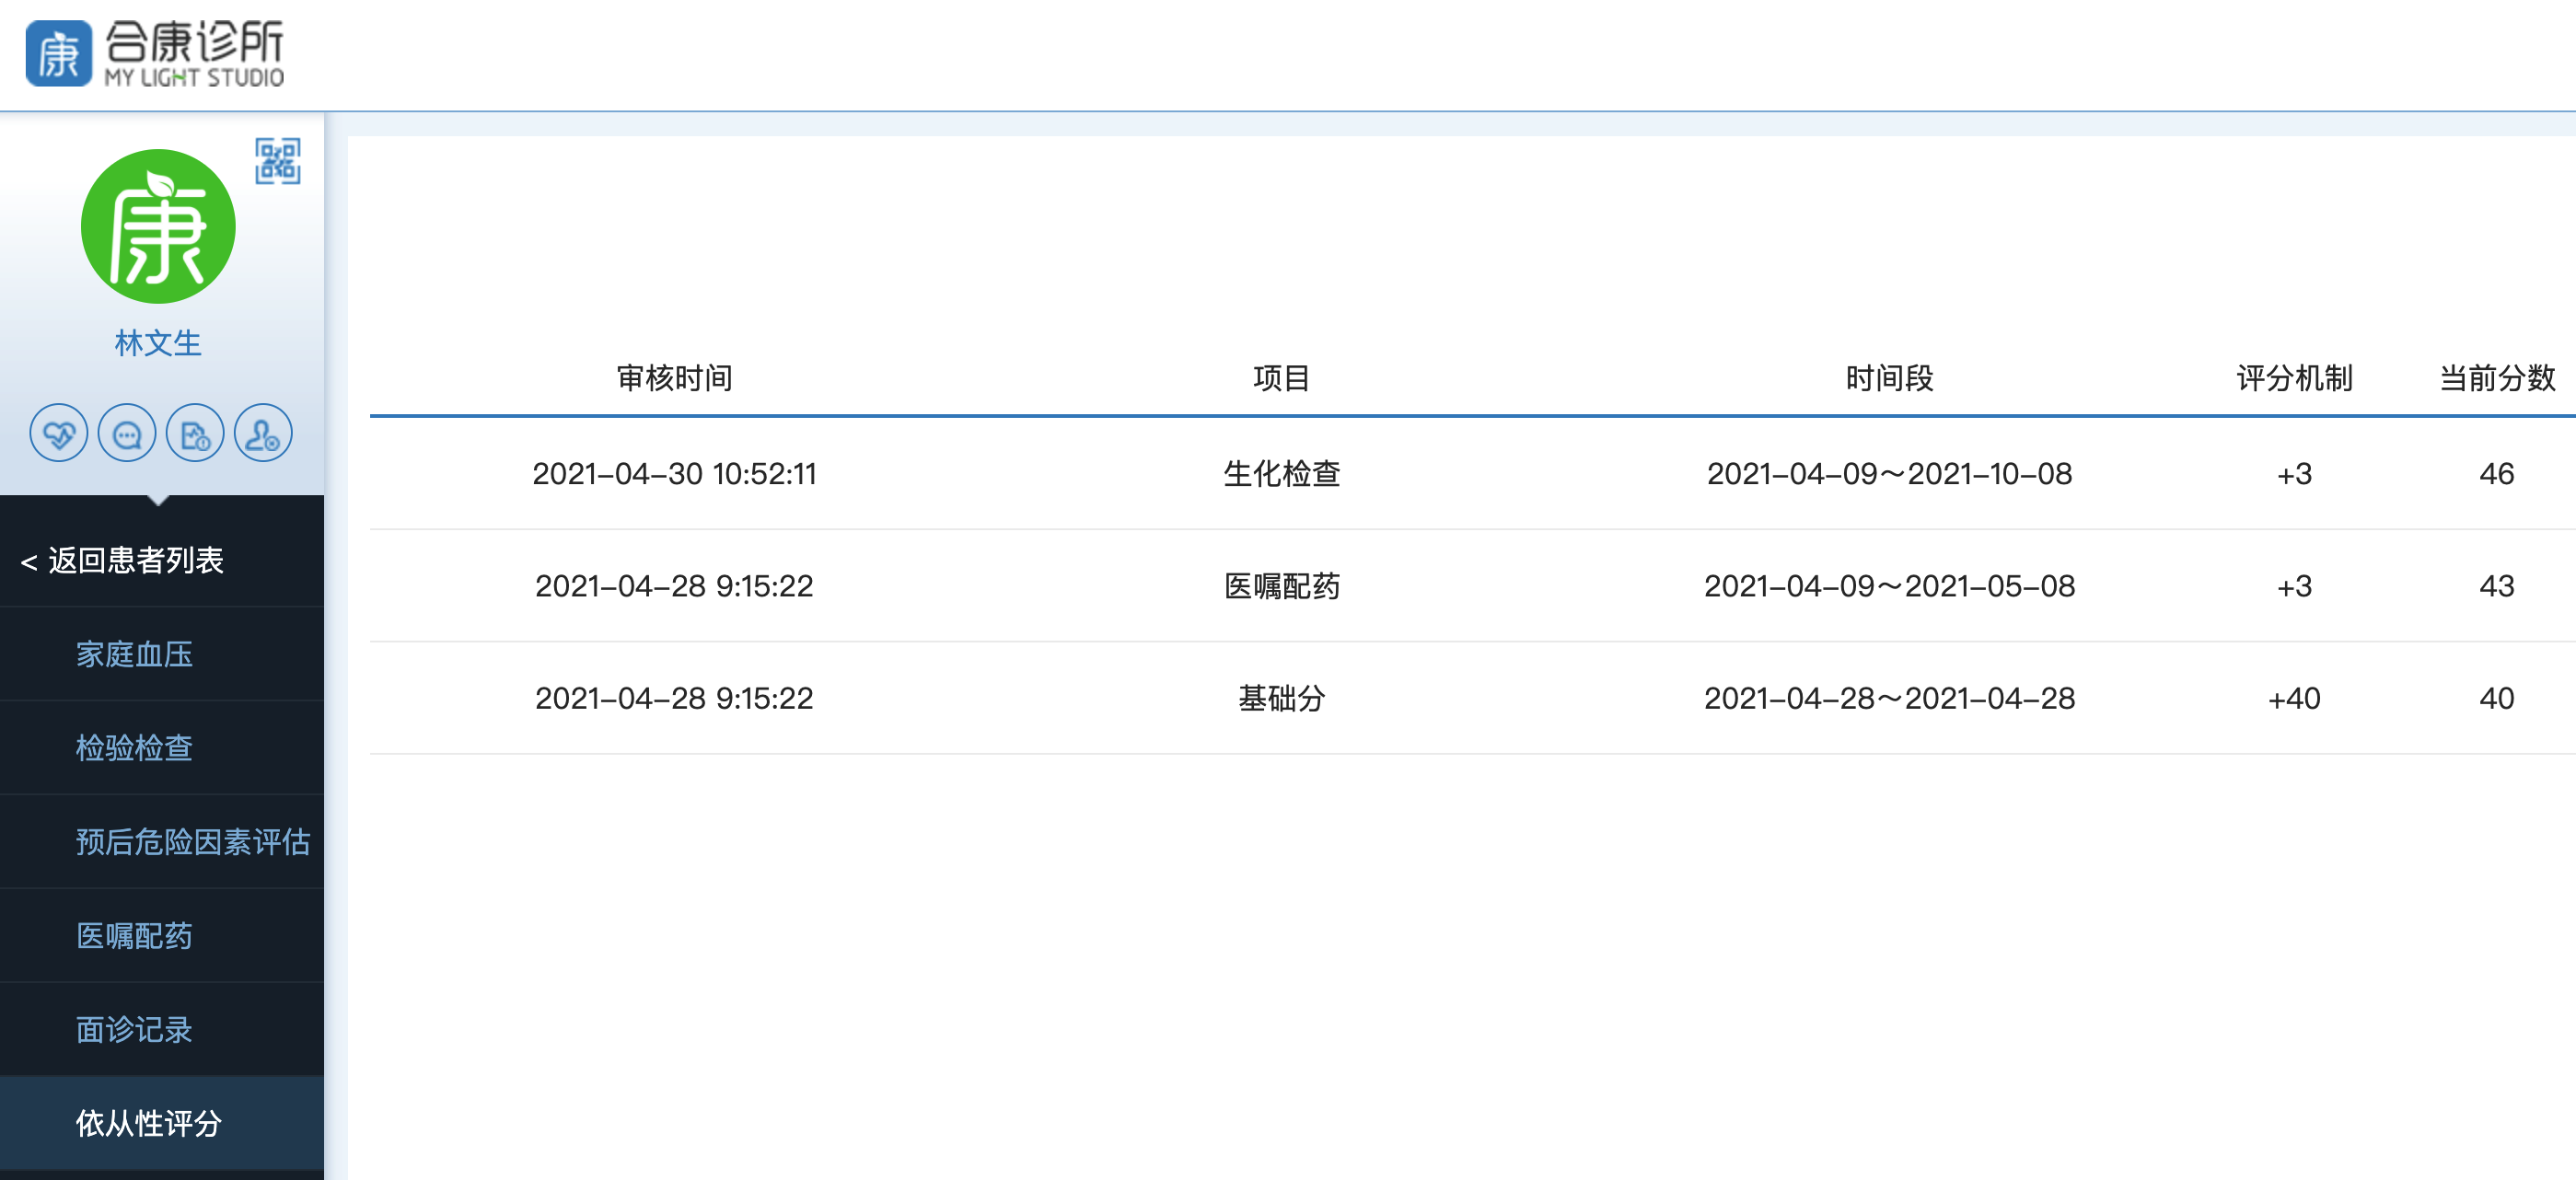 康 合康诊所
MY LIGHT STUDIO
康
林文生
< 返回患者列表
家庭血压
检验检查
预后危险因素评估
医嘱配药
面诊记录
依从性评分
审核时间 项目 时间段 评分机制 当前分数
2021-04-30 10:52:11 生化检查 2021-04-09～2021-10-08 +3 46
2021-04-28 9:15:22 医嘱配药 2021-04-09～2021-05-08 +3 43
2021-04-28 9:15:22 基础分 2021-04-28～2021-04-28 +40 40